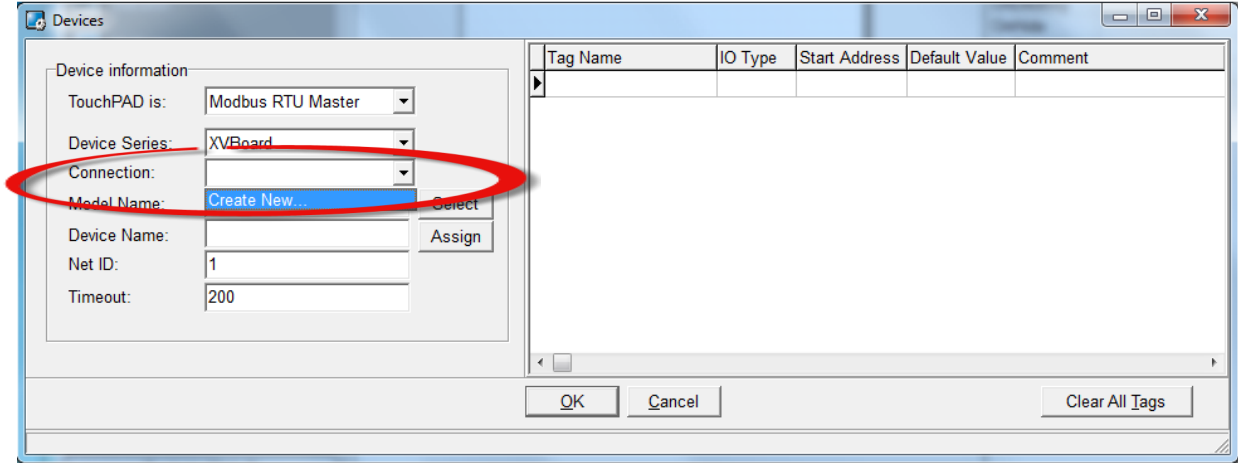 Devices
Device information
TouchPAD is: Modbus RTU Master
Device Series: XVBoard
Connection:
Create New...
Model Name: Select
Device Name: Assign
Net ID: 1
Timeout: 200
Tag Name IO Type Start Address Default Value Comment
OK Cancel Clear All Tags